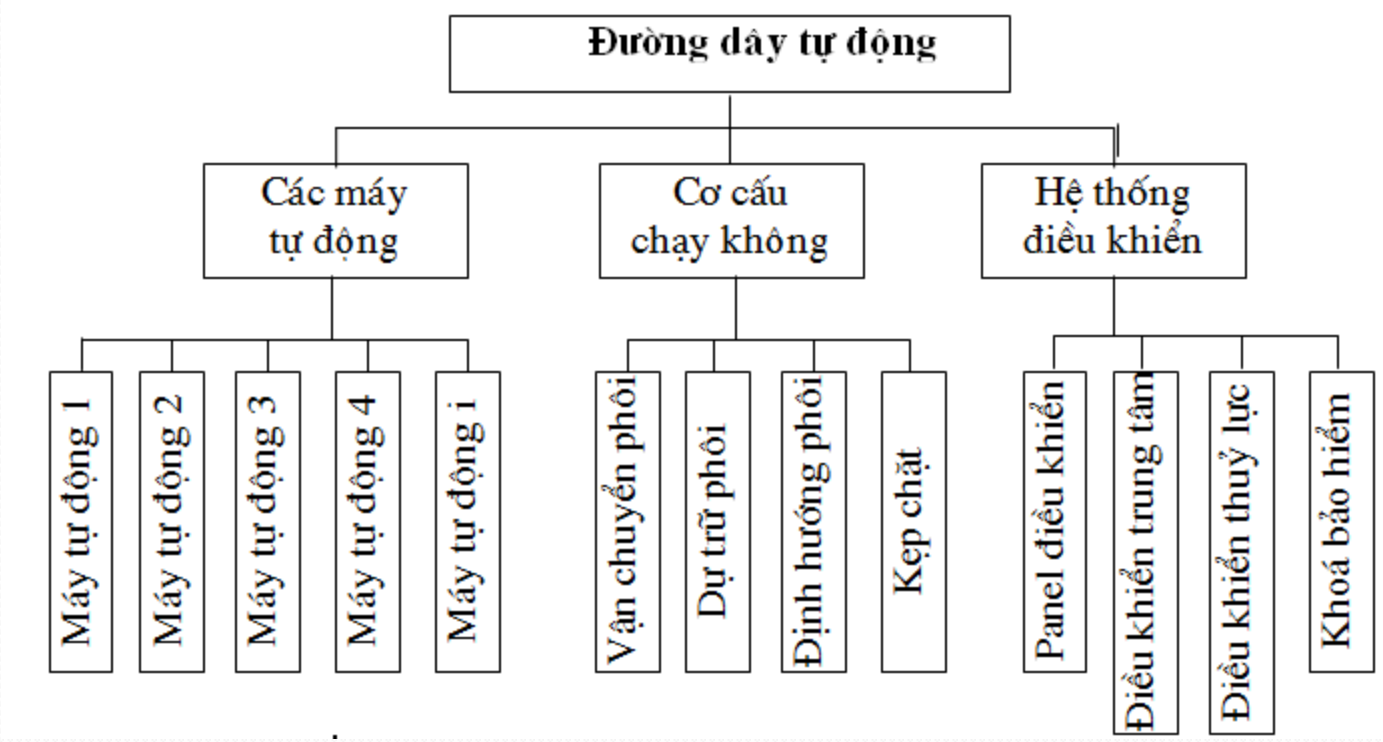 Đường dây tự động
Các máy
tự động
Cơ cấu
chạy không
Hệ thống
điều khiển
Máy tự động 1
Máy tự động 2
Máy tự động 3
Máy tự động 4
Máy tự động i
Vận chuyển phôi
Dự trữ phôi
Định hướng phôi
Kẹp chặt
Panel điều khiển
Điều khiển trung tâm
Điều khiển thuỷ lực
Khoá bảo hiểm